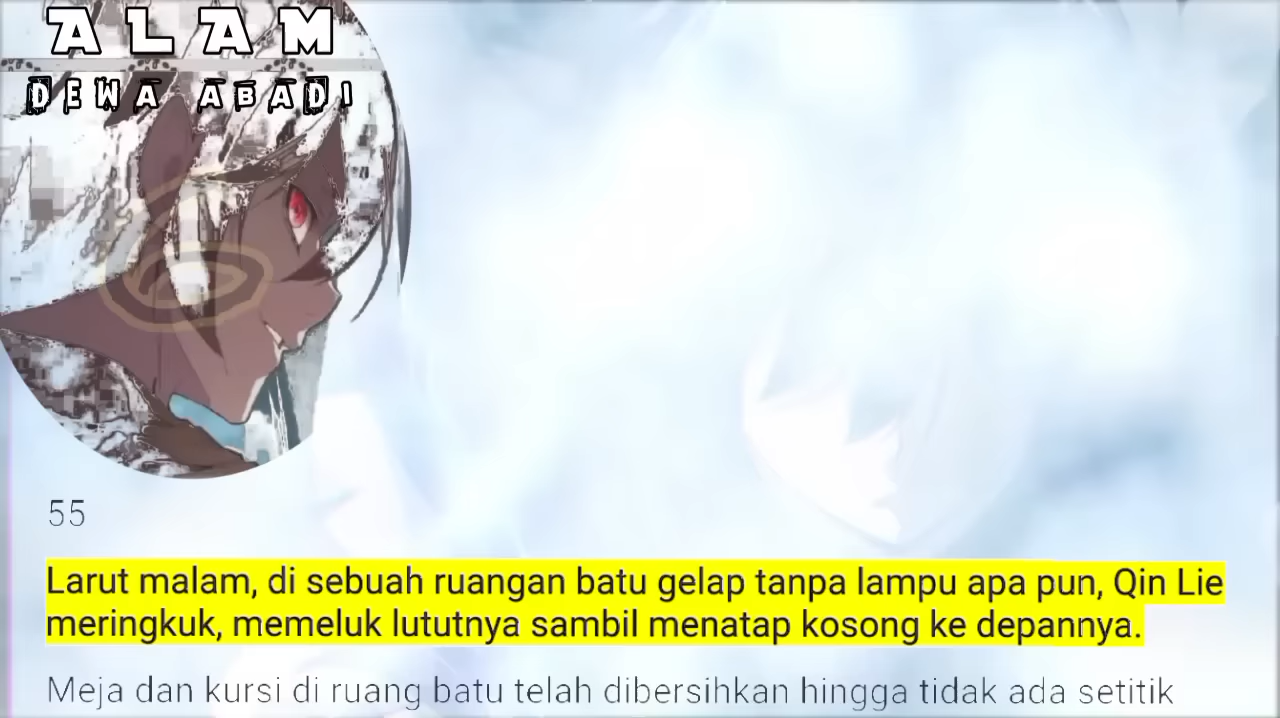 ALAM
DEWA ABADI
55
Larut malam, di sebuah ruangan batu gelap tanpa lampu apa pun, Qin Lie
meringkuk, memeluk lututnya sambil menatap kosong ke depannya.
Meja dan kursi di ruang batu telah dibersihkan hingga tidak ada setitik